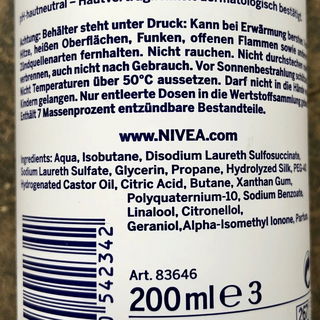 pH-hautneutral – Hautverträglichkeit dermatologisch bestätigt.
Achtung: Behälter steht unter Druck: Kann bei Erwärmung bersten.
Hitze, heißen Oberflächen, Funken, offenen Flammen sowie anderen
Zündquellenarten fernhalten. Nicht rauchen. Nicht durchstechen
verbrennen, auch nicht nach Gebrauch. Vor Sonnenbestrahlung schützen
Nicht Temperaturen über 50°C aussetzen. Darf nicht in die Hände
Kindern gelangen. Nur entleerte Dosen in die Wertstoffsammlung
Enthält 7 Massenprozent entzündbare Bestandteile.
www.NIVEA.com
Ingredients: Aqua, Isobutane, Disodium Laureth Sulfosuccinate,
Sodium Laureth Sulfate, Glycerin, Propane, Hydrolyzed Silk, PEG-40
Hydrogenated Castor Oil, Citric Acid, Butane, Xanthan Gum,
Polyquaternium-10, Sodium Benzoate,
Linalool, Citronellol,
Geraniol,Alpha-Isomethyl Ionone, Parfum
0 542342
Art. 83646
200 ml e 3